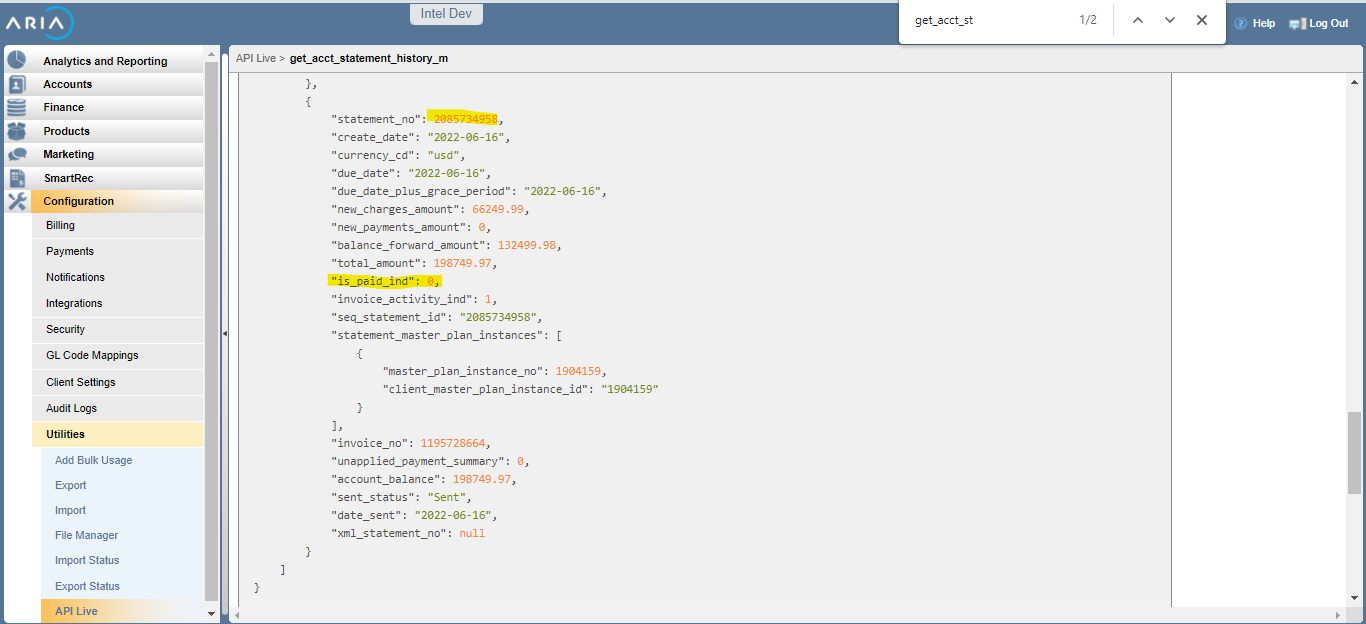 ARIA
Intel Dev
get_acct_st
1/2
Help
Log Out
Analytics and Reporting
Accounts
Finance
Products
Marketing
SmartRec
Configuration
Billing
Payments
Notifications
Integrations
Security
GL Code Mappings
Client Settings
Audit Logs
Utilities
Add Bulk Usage
Export
Import
File Manager
Import Status
Export Status
API Live
API Live > get_acct_statement_history_m
},
{
"statement_no": 2085734958,
"create_date": "2022-06-16",
"currency_cd": "usd",
"due_date": "2022-06-16",
"due_date_plus_grace_period": "2022-06-16",
"new_charges_amount": 66249.99,
"new_payments_amount": 0,
"balance_forward_amount": 132499.98,
"total_amount": 198749.97,
"is_paid_ind": 0,
"invoice_activity_ind": 1,
"seq_statement_id": "2085734958",
"statement_master_plan_instances": [
{
"master_plan_instance_no": 1904159,
"client_master_plan_instance_id": "1904159"
}
],
"invoice_no": 1195728664,
"unapplied_payment_summary": 0,
"account_balance": 198749.97,
"sent_status": "Sent",
"date_sent": "2022-06-16",
"xml_statement_no": null
}
]
}